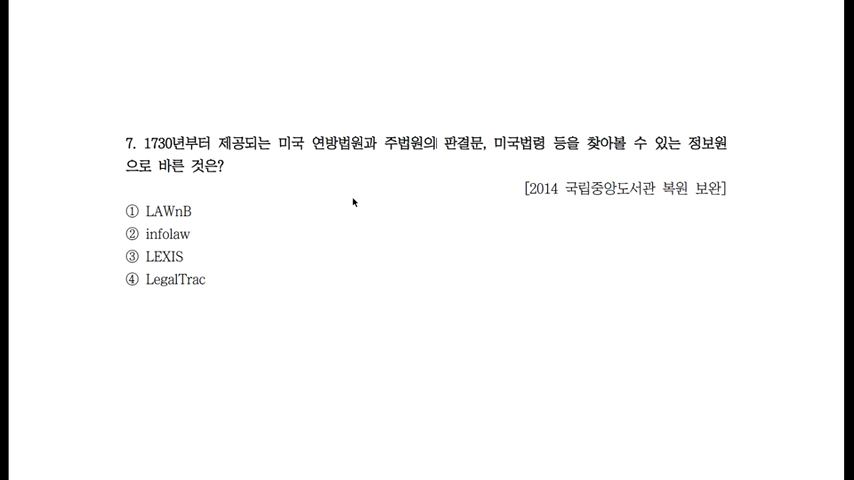 7. 1730년부터 제공되는 미국 연방법원과 주법원의 판결문, 미국법령 등을 찾아볼 수 있는 정보원
으로 바른 것은?
[2014 국립중앙도서관 복원 보완]
① LAWnB
② infolaw
③ LEXIS
④ LegalTrac